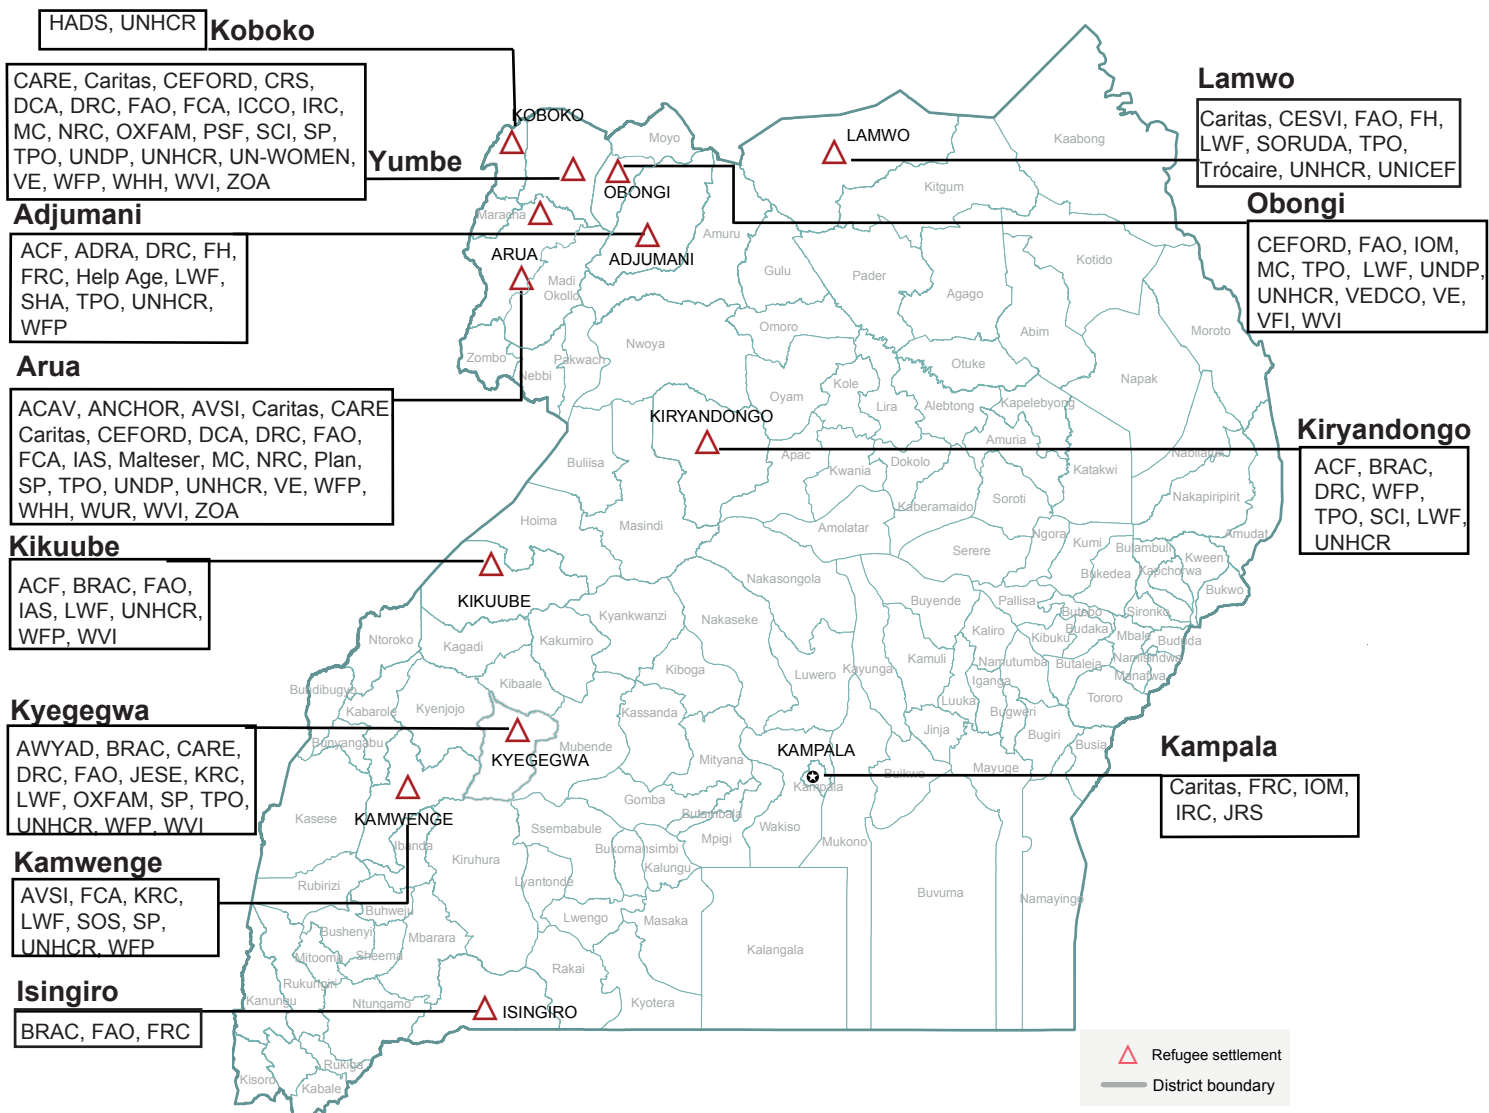 HADS, UNHCR
Koboko
CARE, Caritas, CEFORD, CRS,
DCA, DRC, FAO, FCA, ICCO, IRC,
MC, NRC, OXFAM, PSF, SCI, SP,
TPO, UNDP, UNHCR, UN-WOMEN,
VE, WFP, WHH, WVI, ZOA
Yumbe
Adjumani
ACF, ADRA, DRC, FH,
FRC, Help Age, LWF,
SHA, TPO, UNHCR,
WFP
Arua
ACAV, ANCHOR, AVSI, Caritas, CARE
Caritas, CEFORD, DCA, DRC, FAO,
FCA, IAS, Malteser, MC, NRC, Plan,
SP, TPO, UNDP, UNHCR, VE, WFP,
WHH, WUR, WVI, ZOA
Kikuube
ACF, BRAC, FAO,
IAS, LWF, UNHCR,
WFP, WVI
Kyegegwa
AWYAD, BRAC, CARE,
DRC, FAO, JESE, KRC,
LWF, OXFAM, SP, TPO,
UNHCR, WFP, WVI
Kamwenge
AVSI, FCA, KRC,
LWF, SOS, SP,
UNHCR, WFP
Isingiro
BRAC, FAO, FRC
Lamwo
Caritas, CESVI, FAO, FH,
LWF, SORUDA, TPO,
Trócaire, UNHCR, UNICEF
Obongi
CEFORD, FAO, IOM,
MC, TPO, LWF, UNDP,
UNHCR, VEDCO, VE,
VFI, WVI
Kiryandongo
ACF, BRAC,
DRC, WFP,
TPO, SCI, LWF,
UNHCR
Kampala
Caritas, FRC, IOM,
IRC, JRS
KOBOKO
Moyo
LAMWO
Kaabong
OBONGI
Kitgum
Maracha
Amuru
ARUA
ADJUMANI
Kotido
Gulu
Pader
Madi
Okollo
Agago
Omoro
Abim
Moroto
Nwoya
Zombo
Pakwach
Otuke
Nebbi
Napak
Kole
Oyam
Lira
Alebtong
Kapelebyong
KIRYANDONGO
Amuria
Apac
Nabilatuk
Buliisa
Dokolo
Kwania
Katakwi
Soroti
Nakapiripirit
Kaberamaido
Hoima
Masindi
Amolatar
Ngora
Amudat
Kumi
Bulambuli
Serere
Kween
Bukedea
Kapchorwa
Nakasongola
Bukwo
KIKUUBE
Buyende
Pallisa
Kyankwanzi
Nakaseke
Butebo
Sironko
Kaliro
Budaka
Ntoroko
Kakumiro
Kibuku
Mbale
Bududa
Kagadi
Kamuli
Namutumba
Butaleja
Namisindwa
Kiboga
Kayunga
Luwero
Iganga
Manafwa
Kibaale
Bundibugyo
Luuka
Tororo
Kabarole
Kyenjojo
Kassanda
Bugweri
Jinja
Bugiri
Bunyangabu
Mubende
KAMPALA
Busia
KYEGEGWA
Mityana
Buikwe
Mayuge
Kampala
Gomba
Kasese
KAMWENGE
Butambala
Ssembabule
Wakiso
Mpigi
Mukono
Ibanda
Bukomansimbi
Kiruhura
Kalungu
Rubirizi
Lyantonde
Buvuma
Namayingo
Buhweju
Lwengo
Masaka
Bushenyi
Mbarara
Kalangala
Mitooma
Sheema
Rakai
Rukungiri
Kanungu
Ntungamo
Kyotera
ISINGIRO
Rukiga
Kisoro
Kabale
Refugee settlement
District boundary